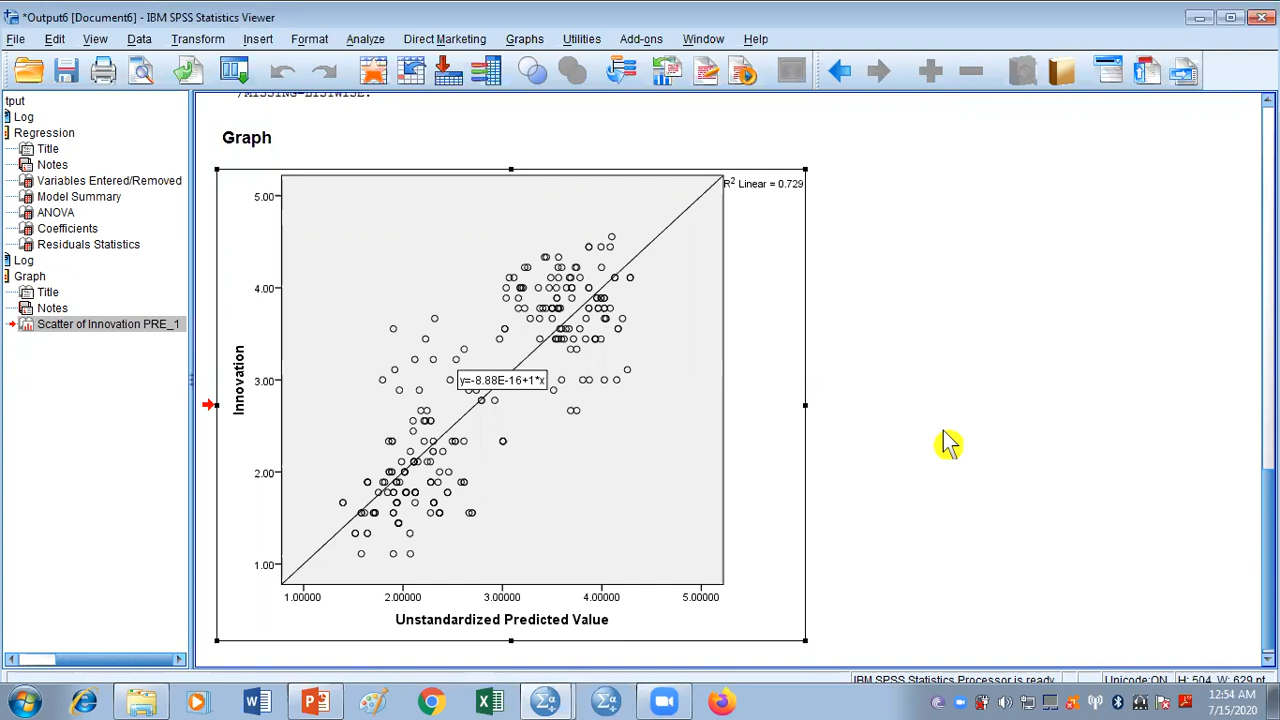 *Output6 [Document6] - IBM SPSS Statistics Viewer
File Edit View Data Transform Insert Format Analyze Direct Marketing Graphs Utilities Add-ons Window Help
tput
Log
Regression
Title
Notes
Variables Entered/Removed
Model Summary
ANOVA
Coefficients
Residuals Statistics
Log
Graph
Title
Notes
Scatter of Innovation PRE_1
/MISSING=LISTWISE.
Graph
R2 Linear = 0.729
5.00
4.00
3.00
2.00
1.00
Innovation
y=-8.88E-16+1*x
1.00000 2.00000 3.00000 4.00000 5.00000
Unstandardized Predicted Value
IBM SPSS Statistics Processor is ready Unicode:ON H: 504, W: 629 pt
12:54 AM
7/15/2020